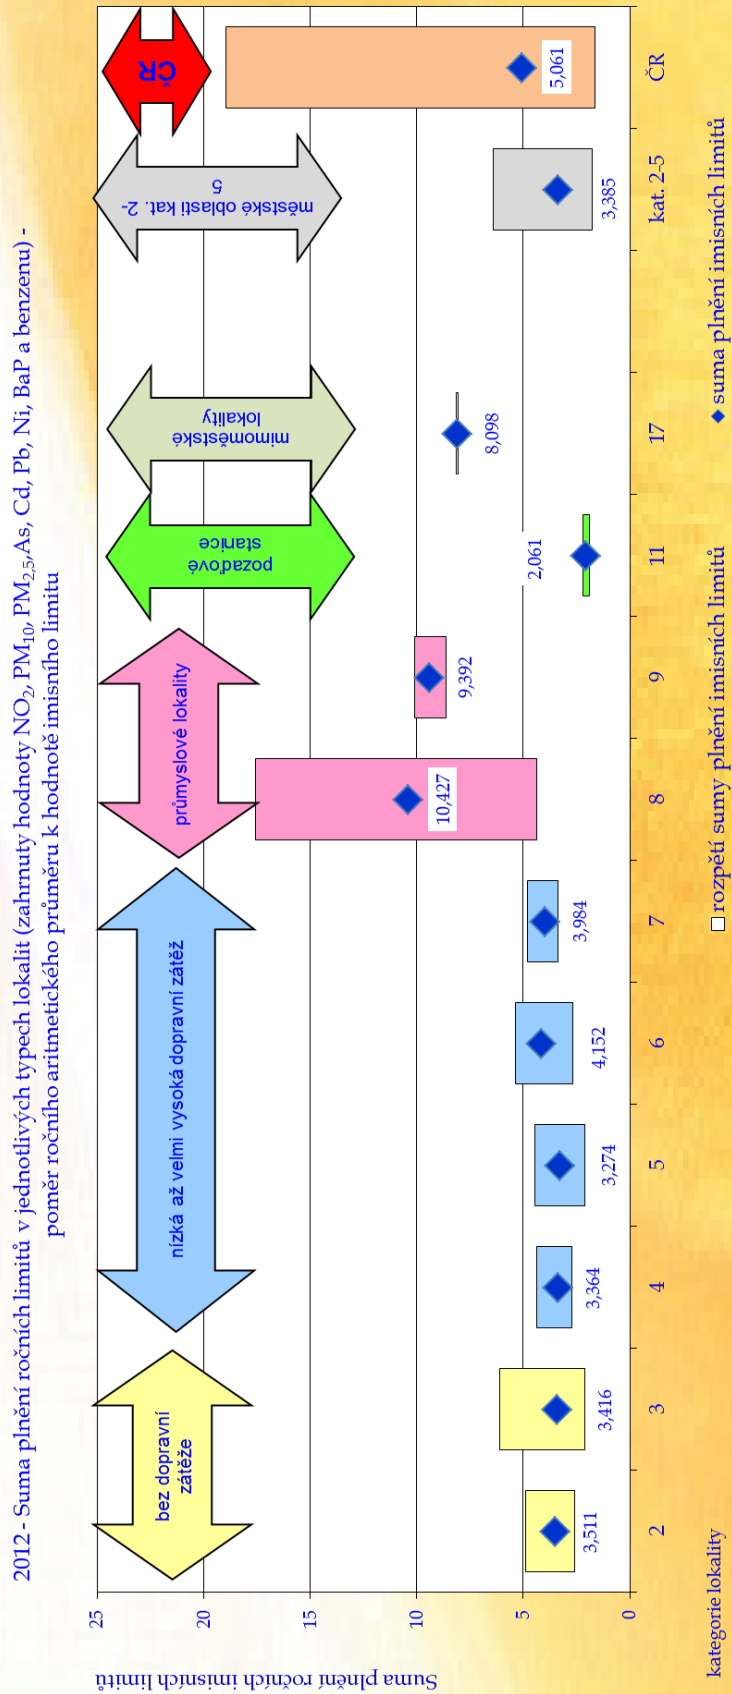 2012 - Suma plnění ročních limitů v jednotlivých typech lokalit (zahrnuty hodnoty NO2, PM10, PM2,5,As, Cd, Pb, Ni, BaP a benzenu) -
poměr ročního aritmetického průměru k hodnotě imisního limitu
Suma plnění ročních imisních limitů
25
20
15
10
5
0
bez dopravní
zátěže
nízká až velmi vysoká dopravní zátěž
průmyslové lokality
pozaďové
stanice
mimoměstské
lokality
městské oblasti kat. 2-
5
ČR
3,511
3,416
3,364
3,274
4,152
3,984
10,427
9,392
2,061
8,098
3,385
5,061
2
3
4
5
6
7
8
9
11
17
kat. 2-5
ČR
kategorie lokality
rozpětí sumy plnění imisních limitů
suma plnění imisních limitů